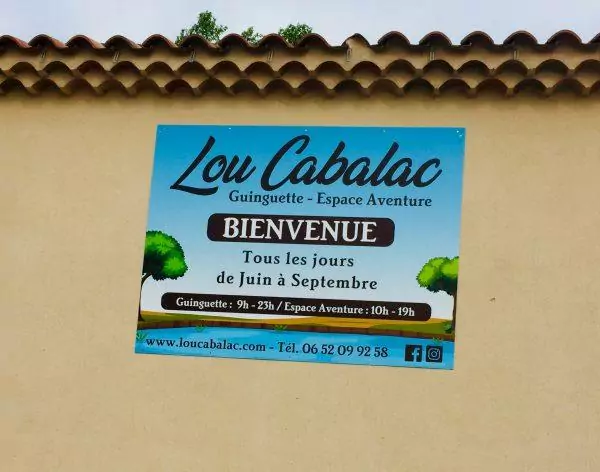 Lou Cabalac
Guinguette - Espace Aventure
BIENVENUE
Tous les jours
de Juin à Septembre
Guinguette : 9h - 23h / Espace Aventure : 10h - 19h
www.loucabalac.com - Tél. 06 52 09 92 58